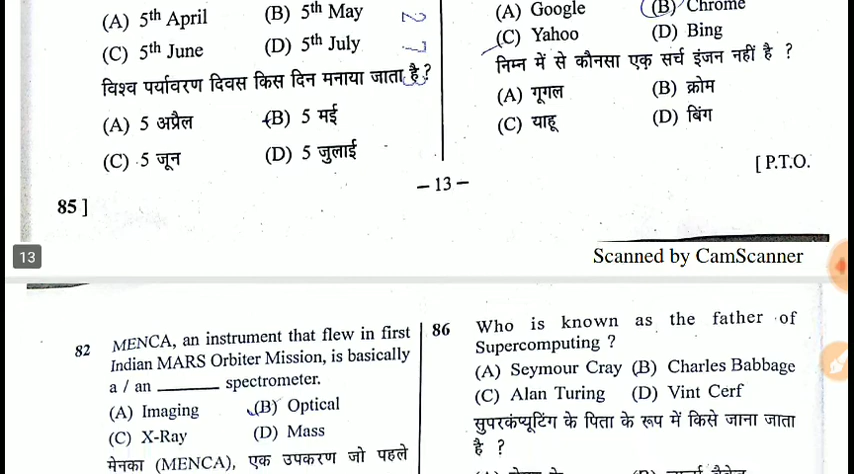 (A) 5th April (B) 5th May
(C) 5th June (D) 5th July
विश्व पर्यावरण दिवस किस दिन मनाया जाता है ?
(A) 5 अप्रैल (B) 5 मई
(C) 5 जून (D) 5 जुलाई
(A) Google (B) Chrome
(C) Yahoo (D) Bing
निम्न में से कौनसा एक सर्च इंजन नहीं है ?
(A) गूगल (B) क्रोम
(C) याहू (D) बिंग
[ P.T.O.
– 13 –
85 ]
13
Scanned by CamScanner
82 MENCA, an instrument that flew in first
Indian MARS Orbiter Mission, is basically
a / an ________ spectrometer.
(A) Imaging (B) Optical
(C) X-Ray (D) Mass
मेनका (MENCA), एक उपकरण जो पहले
86 Who is known as the father of
Supercomputing ?
(A) Seymour Cray (B) Charles Babbage
(C) Alan Turing (D) Vint Cerf
सुपरकंप्यूटिंग के पिता के रूप में किसे जाना जाता
है ?